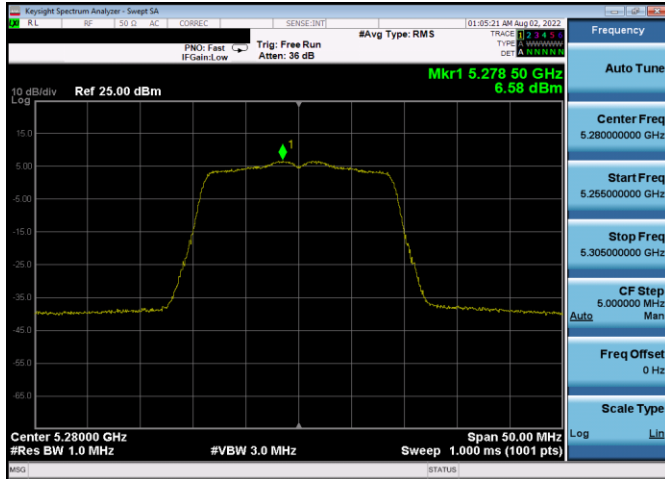 Keysight Spectrum Analyzer - Swept SA
RL RF 50 Ω AC CORREC SENSE:INT 01:05:21 AM Aug 02, 2022
#Avg Type: RMS TRACE 1 2 3 4 5 6
PNO: Fast Trig: Free Run TYPE A WWWWW
IFGain:Low Atten: 36 dB DET A N N N N N
Mkr1 5.278 50 GHz
10 dB/div Ref 25.00 dBm 6.58 dBm
Log
1
15.0
5.00
-5.00
-15.0
-25.0
-35.0
-45.0
-55.0
-65.0
Center 5.28000 GHz Span 50.00 MHz
#Res BW 1.0 MHz #VBW 3.0 MHz Sweep 1.000 ms (1001 pts)
MSG STATUS
Frequency
Auto Tune
Center Freq
5.280000000 GHz
Start Freq
5.255000000 GHz
Stop Freq
5.305000000 GHz
CF Step
5.000000 MHz
Auto Man
Freq Offset
0 Hz
Scale Type
Log Lin